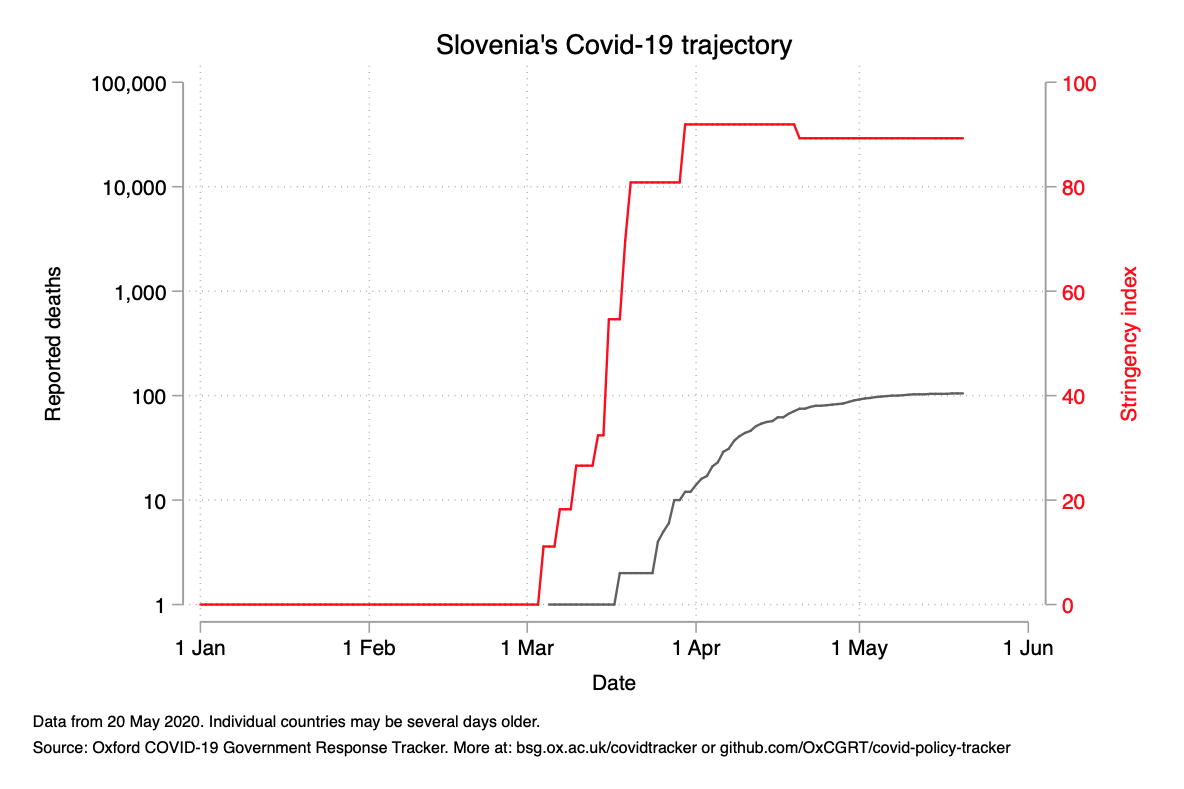 Slovenia's Covid-19 trajectory
100,000
10,000
1,000
100
10
1
Reported deaths
100
80
60
40
20
0
Stringency index
1 Jan
1 Feb
1 Mar
1 Apr
1 May
1 Jun
Date
Data from 20 May 2020. Individual countries may be several days older.
Source: Oxford COVID-19 Government Response Tracker. More at: bsg.ox.ac.uk/covidtracker or github.com/OxCGRT/covid-policy-tracker